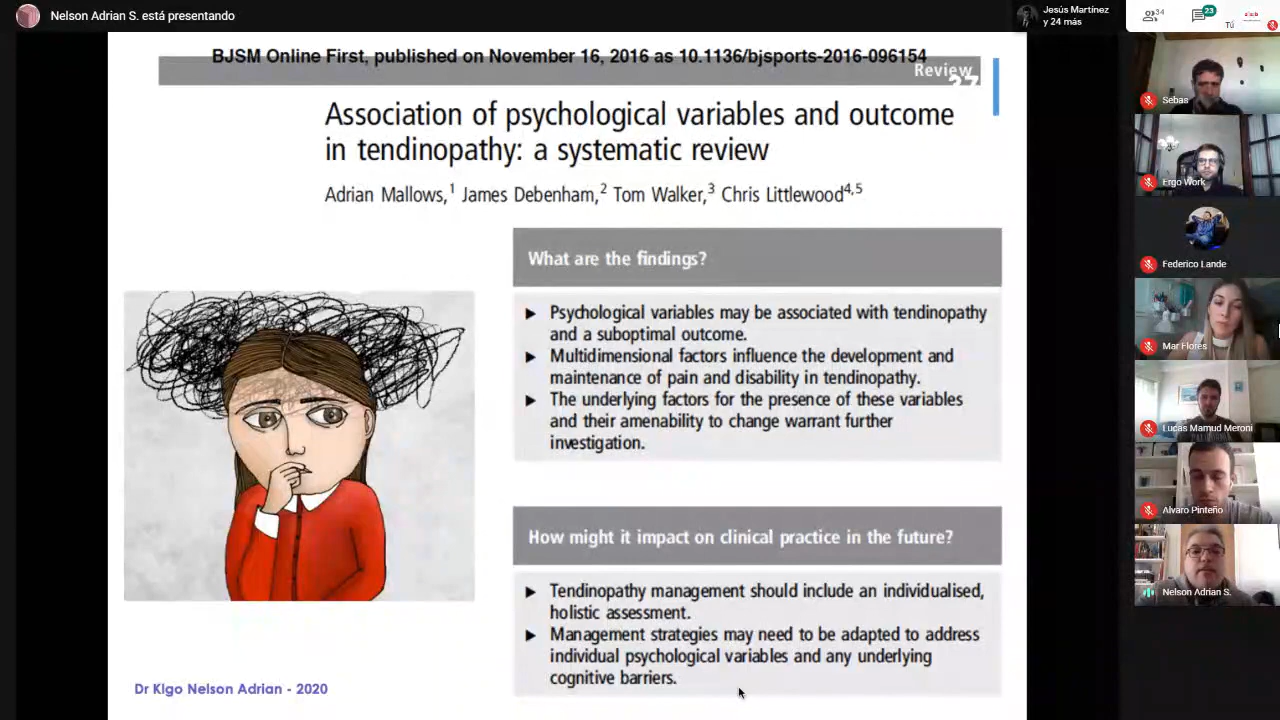 Nelson Adrian S. está presentando
Jesús Martínez
y 24 más
34
23
Tú
BJSM Online First, published on November 16, 2016 as 10.1136/bjsports-2016-096154
Review
Association of psychological variables and outcome
in tendinopathy: a systematic review
Adrian Mallows,1 James Debenham,2 Tom Walker,3 Chris Littlewood4,5
What are the findings?
► Psychological variables may be associated with tendinopathy
and a suboptimal outcome.
► Multidimensional factors influence the development and
maintenance of pain and disability in tendinopathy.
► The underlying factors for the presence of these variables
and their amenability to change warrant further
investigation.
How might it impact on clinical practice in the future?
► Tendinopathy management should include an individualised,
holistic assessment.
► Management strategies may need to be adapted to address
individual psychological variables and any underlying
cognitive barriers.
Dr Klgo Nelson Adrian - 2020
Sebas
Ergo Work
Federico Lande
Mar Flores
Lucas Mamud Meroni
Alvaro Pinteño
Nelson Adrian S.